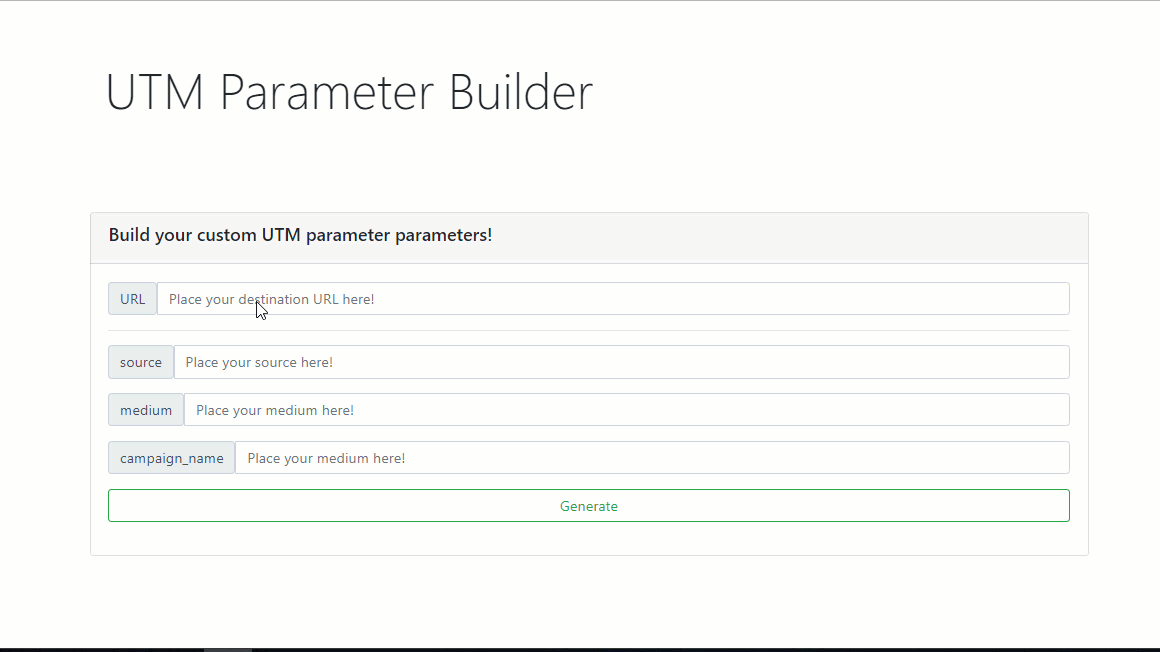 UTM Parameter Builder
Build your custom UTM parameter parameters!
URL Place your destination URL here!
source Place your source here!
medium Place your medium here!
campaign_name Place your medium here!
Generate